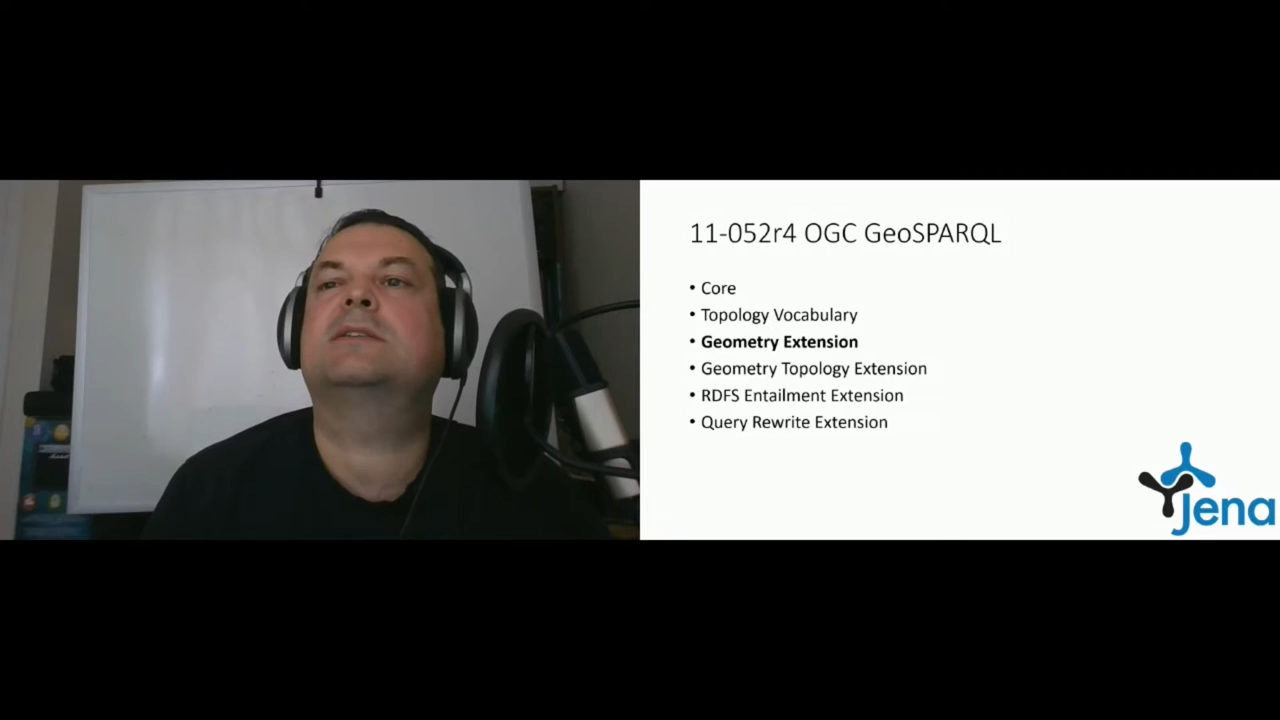 11-052r4 OGC GeoSPARQL
• Core
• Topology Vocabulary
• Geometry Extension
• Geometry Topology Extension
• RDFS Entailment Extension
• Query Rewrite Extension
Jena